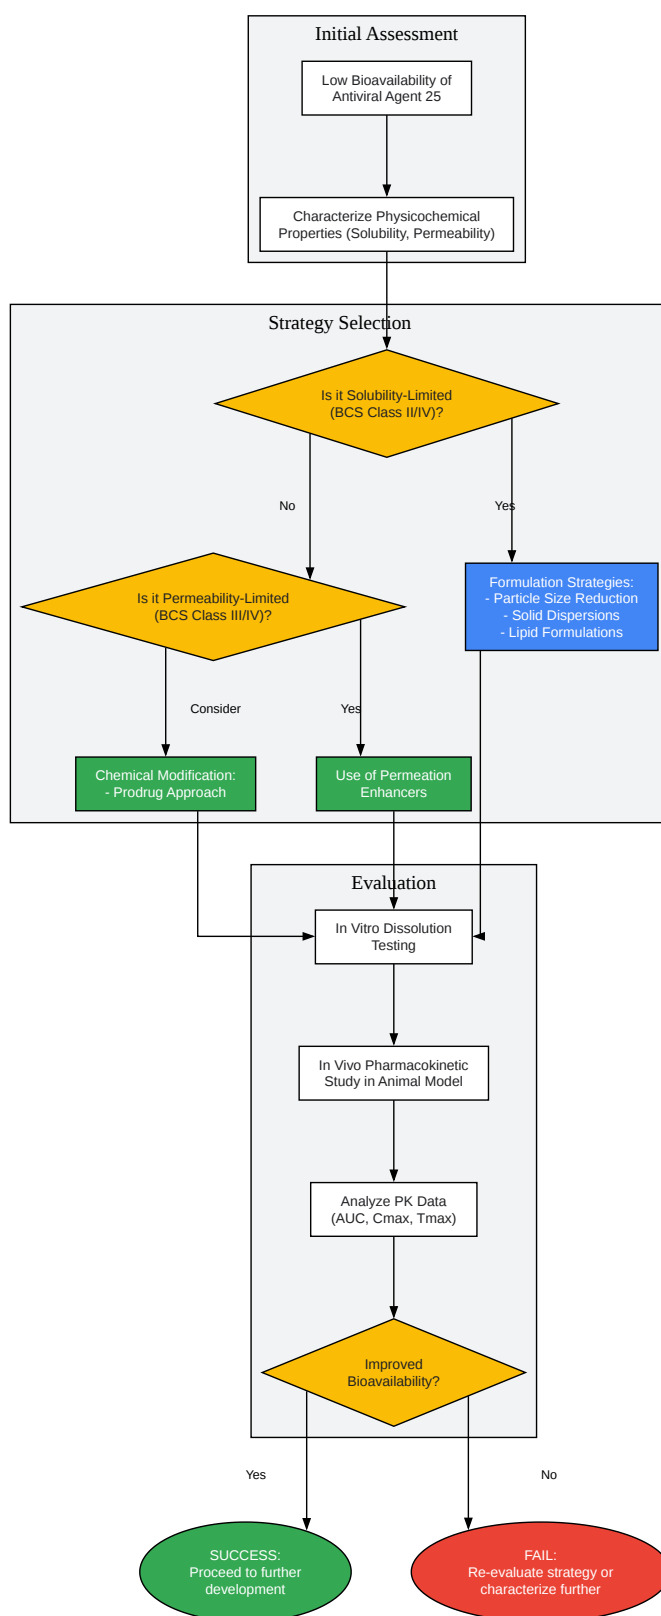 Initial Assessment
Low Bioavailability of
Antiviral Agent 25
Characterize Physicochemical
Properties (Solubility, Permeability)
Strategy Selection
Is it Solubility-Limited
(BCS Class II/IV)?
No
Yes
Is it Permeability-Limited
(BCS Class III/IV)?
Formulation Strategies:
- Particle Size Reduction
- Solid Dispersions
- Lipid Formulations
Consider
Yes
Chemical Modification:
- Prodrug Approach
Use of Permeation
Enhancers
Evaluation
In Vitro Dissolution
Testing
In Vivo Pharmacokinetic
Study in Animal Model
Analyze PK Data
(AUC, Cmax, Tmax)
Improved
Bioavailability?
Yes
No
SUCCESS:
Proceed to further
development
FAIL:
Re-evaluate strategy or
characterize further